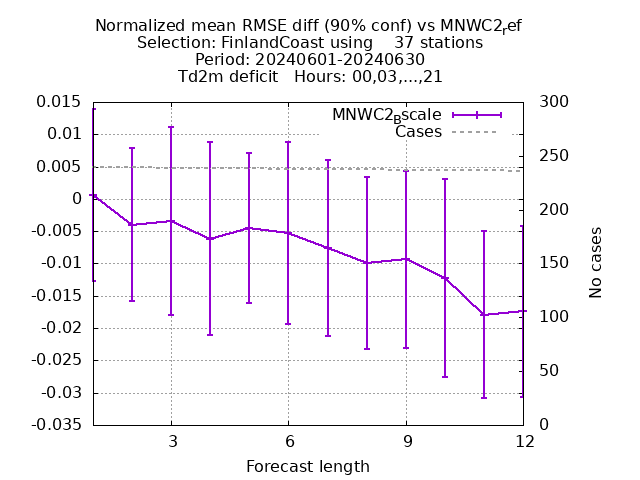 Normalized mean RMSE diff (90% conf) vs MNWC2ref
Selection: FinlandCoast using 37 stations
Period: 20240601-20240630
Td2m deficit Hours: 00,03,...,21
0.015
0.01
0.005
0
-0.005
-0.01
-0.015
-0.02
-0.025
-0.03
-0.035
MNWC2Bscale
Cases
300
250
200
150
100
50
0
No cases
3 6 9 12
Forecast length